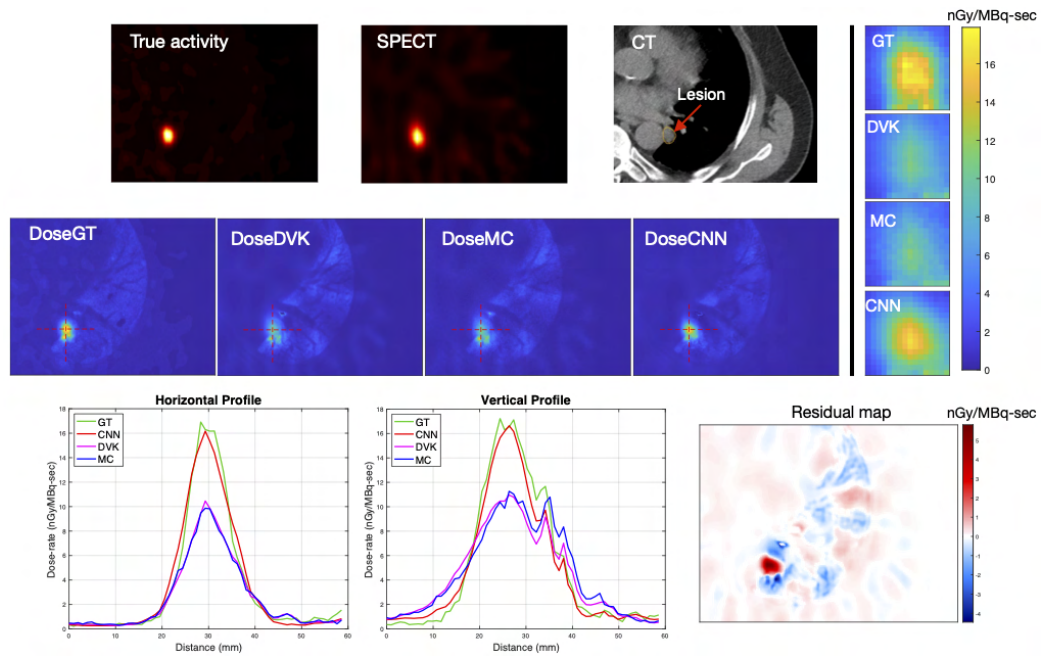 True activity
SPECT
CT
Lesion
nGy/MBq-sec
GT
DVK
MC
CNN
16
14
12
10
8
6
4
2
0
DoseGT
DoseDVK
DoseMC
DoseCNN
Horizontal Profile
GT
CNN
DVK
MC
Dose-rate (nGy/MBq-sec)
18
16
14
12
10
8
6
4
2
0
0 10 20 30 40 50 60
Distance (mm)
Vertical Profile
GT
CNN
DVK
MC
Dose-rate (nGy/MBq-sec)
18
16
14
12
10
8
6
4
2
0
0 10 20 30 40 50 60
Distance (mm)
Residual map
nGy/MBq-sec
5
4
3
2
1
0
-1
-2
-3
-4